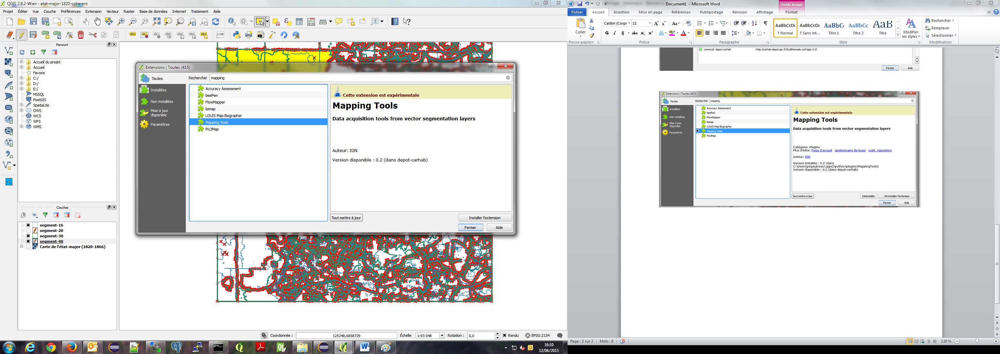 QGIS 2.8.2-Wien - etat-major-1820-coherent
Projet Éditer Vue Couche Préférences Extension Vecteur Raster Base de données Internet Traitement Aide
Parcourir
Accueil du projet
Accueil
Favoris
C:/
D:/
E:/
MSSQL
PostGIS
SpatiaLite
OWS
WCS
WFS
WMS
Couches
segment-16
segment-20
segment-30
segment-40
Carte de l'état-major (1820-1866)
Extensions | Toutes (415)
Toutes
Installées
Non installées
Mise à jour
disponible
Paramètres
Rechercher mapping
Accuracy Assessment
beePen
FlowMapper
lizmap
LOUIS Map Biographer
Mapping Tools
Pic2Map
Cette extension est expérimentale
Mapping Tools
Data acquisition tools from vector segmentation layers
Auteur: IGN
Version disponible : 0.2 (dans depot-carhab)
Tout mettre à jour
Installer l'extension
Fermer Aide
Coordonnée : 125248,6858729 Échelle 1:93 048 Rotation : 0,0 Rendu EPSG:2154
16:10
12/06/2015
Document1 - Microsoft Word
Outils Image
Fichier Accueil Insertion Mise en page Références Publipostage Révision Affichage Format
Coller
Presse-papiers
Calibri (Corps 11
G I S abc x₂ x²
Police
Paragraphe
AaBbCcDc AaBbCcDc AaBbC AaBbCc AaB
¶ Normal ¶ Sans int... Titre 1 Titre 2 Titre
Style
Modifier
les styles
Rechercher
Remplacer
Sélectionner
Modification
connecté depot-carhab http://carhab-depot.ign.fr/OutilNomade.xml?qgis=2.8
Fermer Aide
Extensions | Toutes (415)
Toutes
Installées
Non installées
Mise à jour
disponible
Paramètres
Rechercher mapping
Accuracy Assessment
beePen
FlowMapper
lizmap
LOUIS Map Biographer
Mapping Tools
Pic2Map
Cette extension est expérimentale
Mapping Tools
Data acquisition tools from vector segmentation layers
Catégorie: Plugins
Plus d'infos: Page d'accueil gestionnaire de bugs code repository
Auteur: IGN
Version installée : 0.2 (dans
C:\Users\pegautreau\.qgis2\python\plugins\MappingTools)
Version disponible : 0.2 (dans depot-carhab)
Tout mettre à jour
Désinstaller Ré-installer l'extension
Fermer Aide
Page : 2 sur 2 Mots : 8 120 %